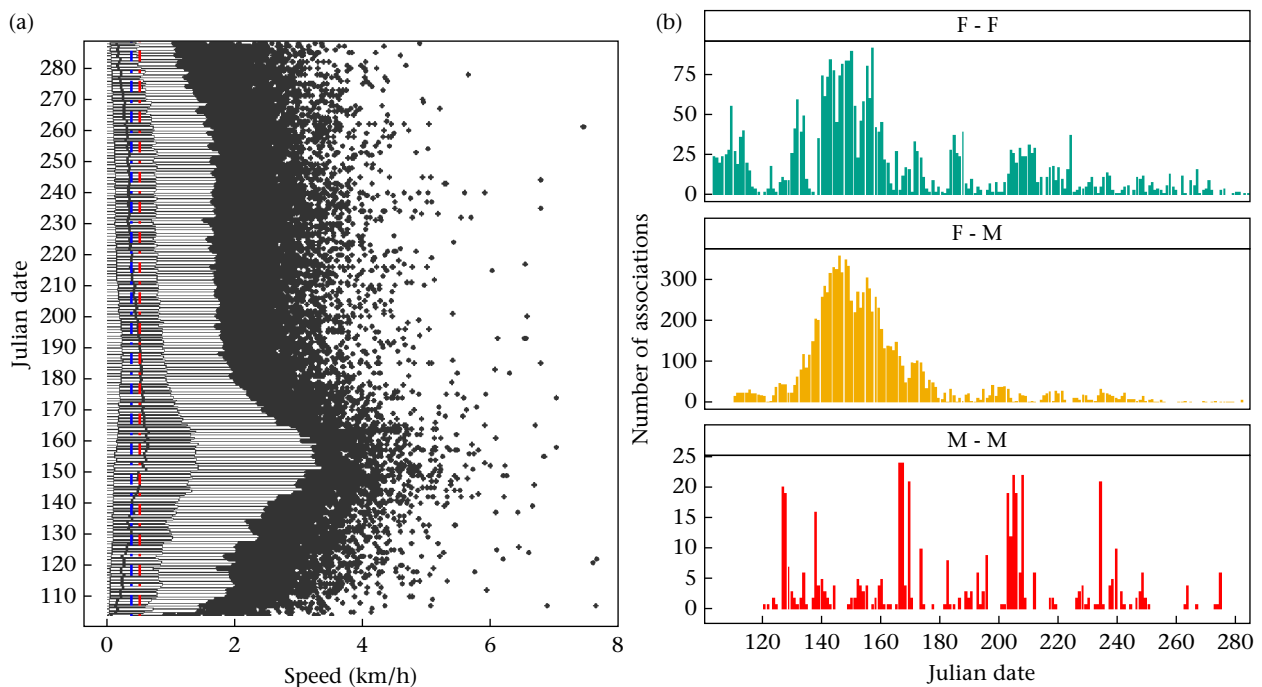 (a)
Julian date
280
270
260
250
240
230
220
210
200
190
180
170
160
150
140
130
120
110
0 2 4 6 8
Speed (km/h)
(b)
Number of associations
F - F
75
50
25
0
F - M
300
200
100
0
M - M
25
20
15
10
5
0
120 140 160 180 200 220 240 260 280
Julian date